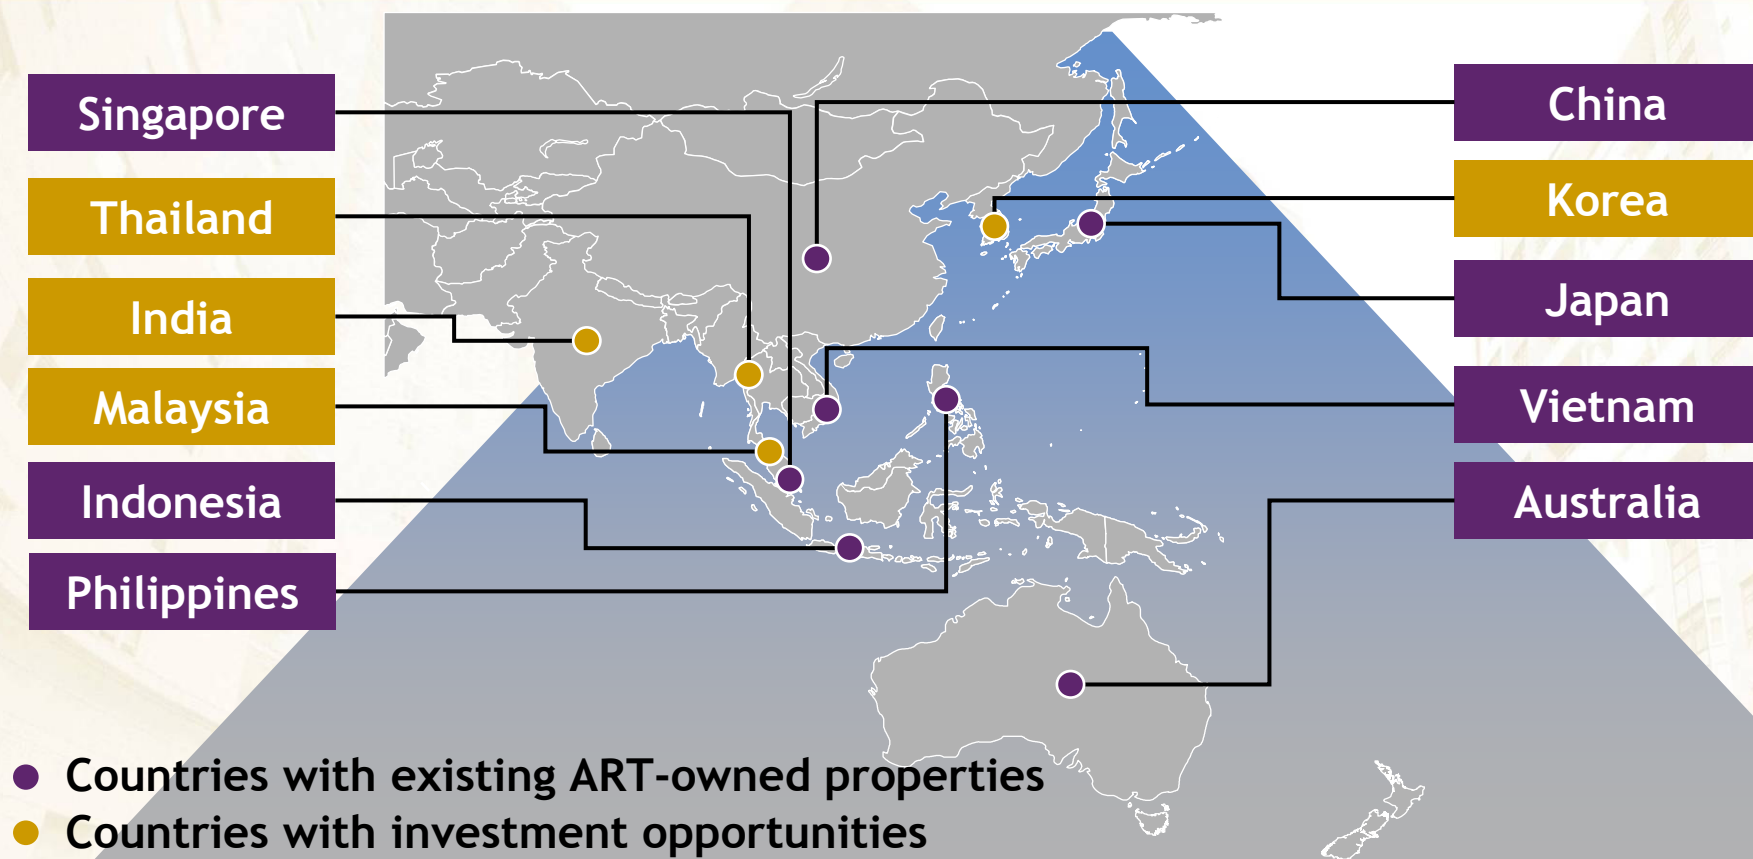 Singapore
Thailand
India
Malaysia
Indonesia
Philippines
China
Korea
Japan
Vietnam
Australia
Countries with existing ART-owned properties
Countries with investment opportunities